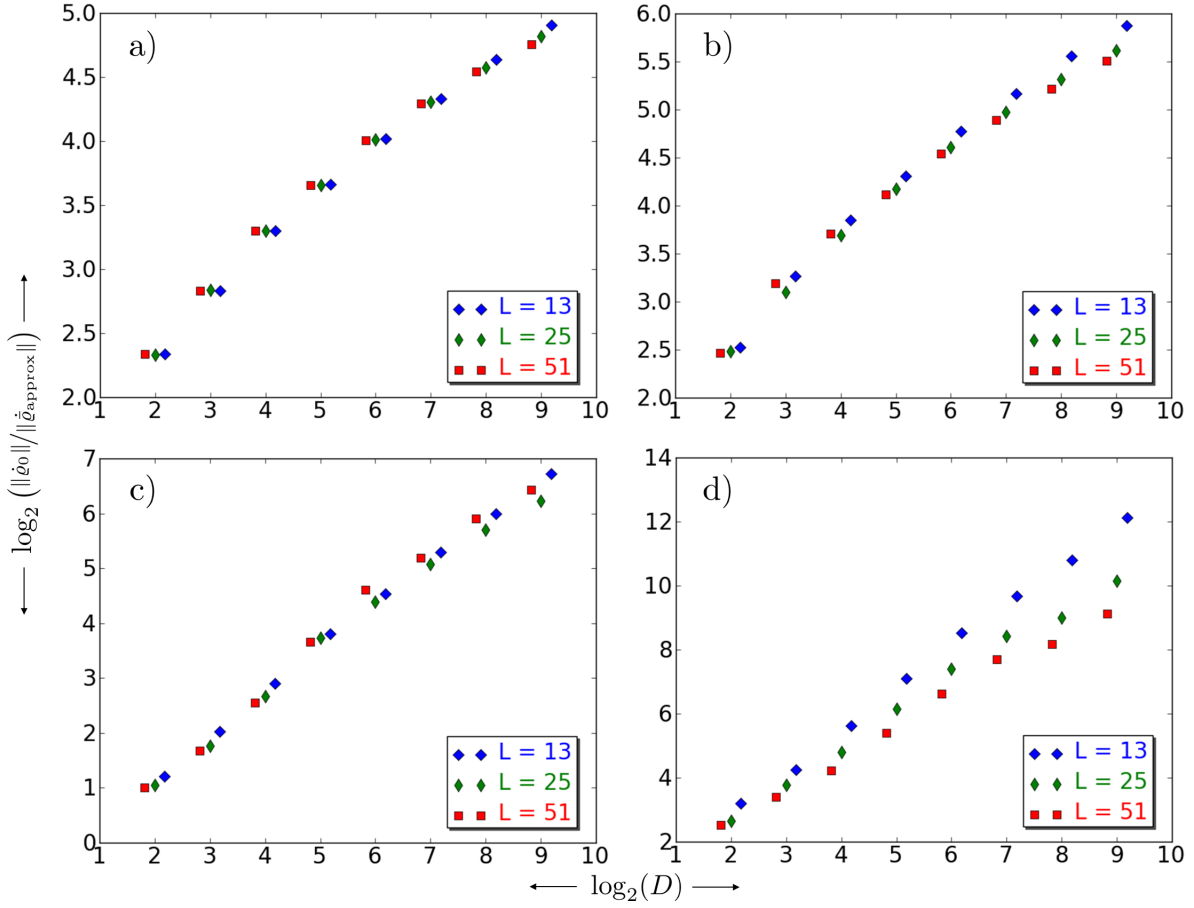 a)
5.0
4.5
4.0
3.5
3.0
2.5
2.0
1 2 3 4 5 6 7 8 9 10
L = 13
L = 25
L = 51
b)
6.0
5.5
5.0
4.5
4.0
3.5
3.0
2.5
2.0
1 2 3 4 5 6 7 8 9 10
L = 13
L = 25
L = 51
c)
7
6
5
4
3
2
1
0
1 2 3 4 5 6 7 8 9 10
L = 13
L = 25
L = 51
d)
14
12
10
8
6
4
2
1 2 3 4 5 6 7 8 9 10
L = 13
L = 25
L = 51
← log₂ (||ϱ̇₀||/||ϱ̇approx||) →
← log₂(D) →